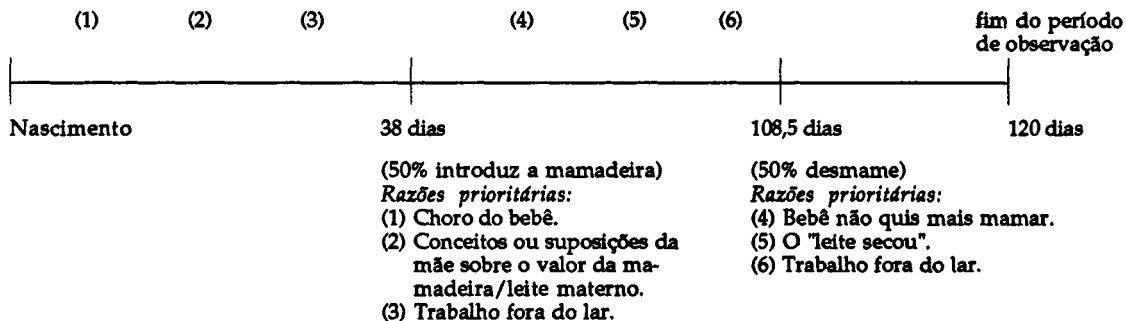 (1) (2) (3) (4) (5) (6) fim do período
de observação
Nascimento 38 dias 108,5 dias 120 dias
(50% introduz a mamadeira)
Razões prioritárias:
(1) Choro do bebê.
(2) Conceitos ou suposições da
mãe sobre o valor da ma-
madeira/leite materno.
(3) Trabalho fora do lar.
(50% desmame)
Razões prioritárias:
(4) Bebê não quis mais mamar.
(5) O "leite secou".
(6) Trabalho fora do lar.